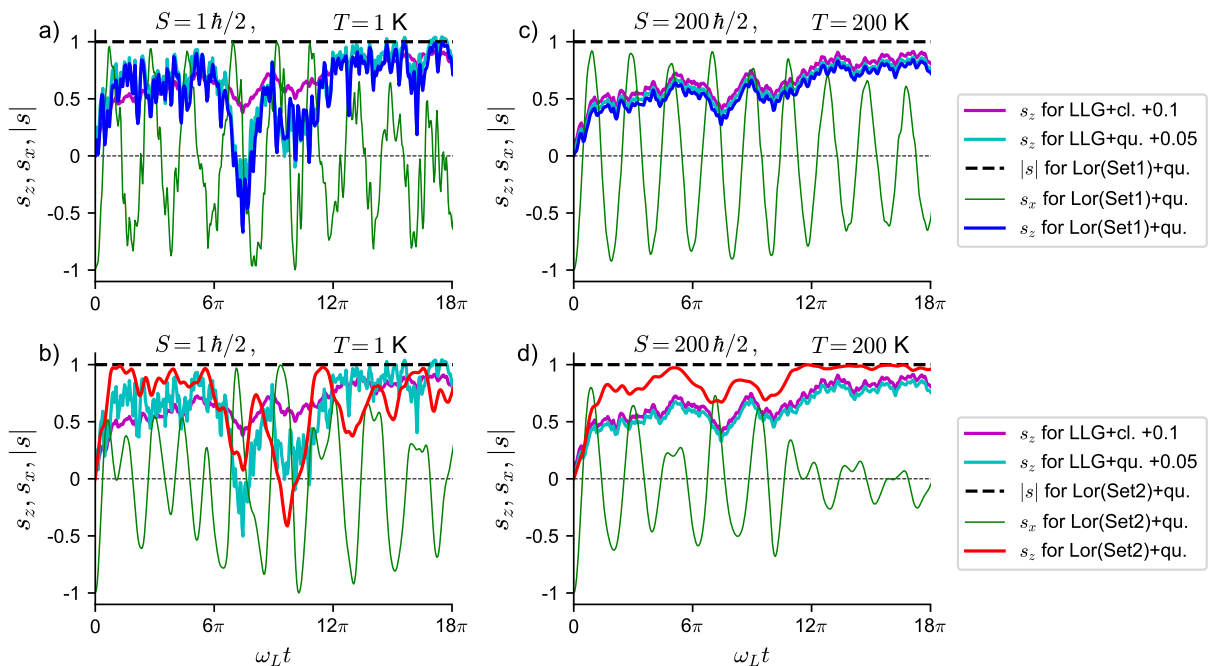 a) S = 1 ħ/2 , T = 1 K
1
0.5
0
-0.5
-1
s_z, s_x, |s|
0 6π 12π 18π
c) S = 200 ħ/2 , T = 200 K
1
0.5
0
-0.5
-1
s_z, s_x, |s|
0 6π 12π 18π
s_z for LLG+cl. +0.1
s_z for LLG+qu. +0.05
|s| for Lor(Set1)+qu.
s_x for Lor(Set1)+qu.
s_z for Lor(Set1)+qu.
b) S = 1 ħ/2 , T = 1 K
1
0.5
0
-0.5
-1
s_z, s_x, |s|
0 6π 12π 18π
ω_L t
d) S = 200 ħ/2 , T = 200 K
1
0.5
0
-0.5
-1
s_z, s_x, |s|
0 6π 12π 18π
ω_L t
s_z for LLG+cl. +0.1
s_z for LLG+qu. +0.05
|s| for Lor(Set2)+qu.
s_x for Lor(Set2)+qu.
s_z for Lor(Set2)+qu.